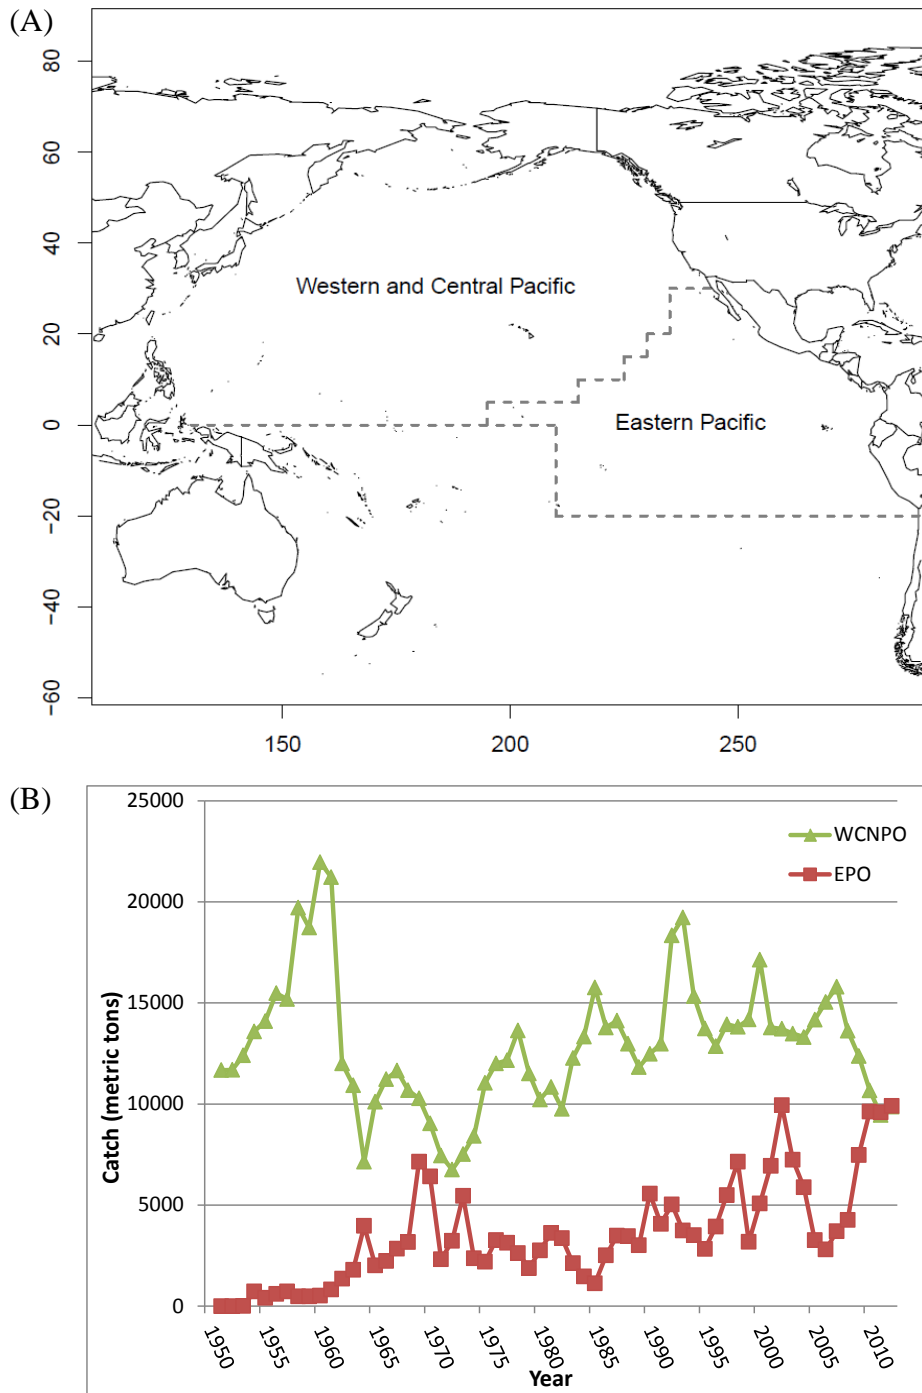 (A)
80
60
40
20
0
−20
−40
−60
Western and Central Pacific
Eastern Pacific
150 200 250
(B)
25000
20000
15000
10000
5000
0
Catch (metric tons)
WCNPO
EPO
1950 1955 1960 1965 1970 1975 1980 1985 1990 1995 2000 2005 2010
Year